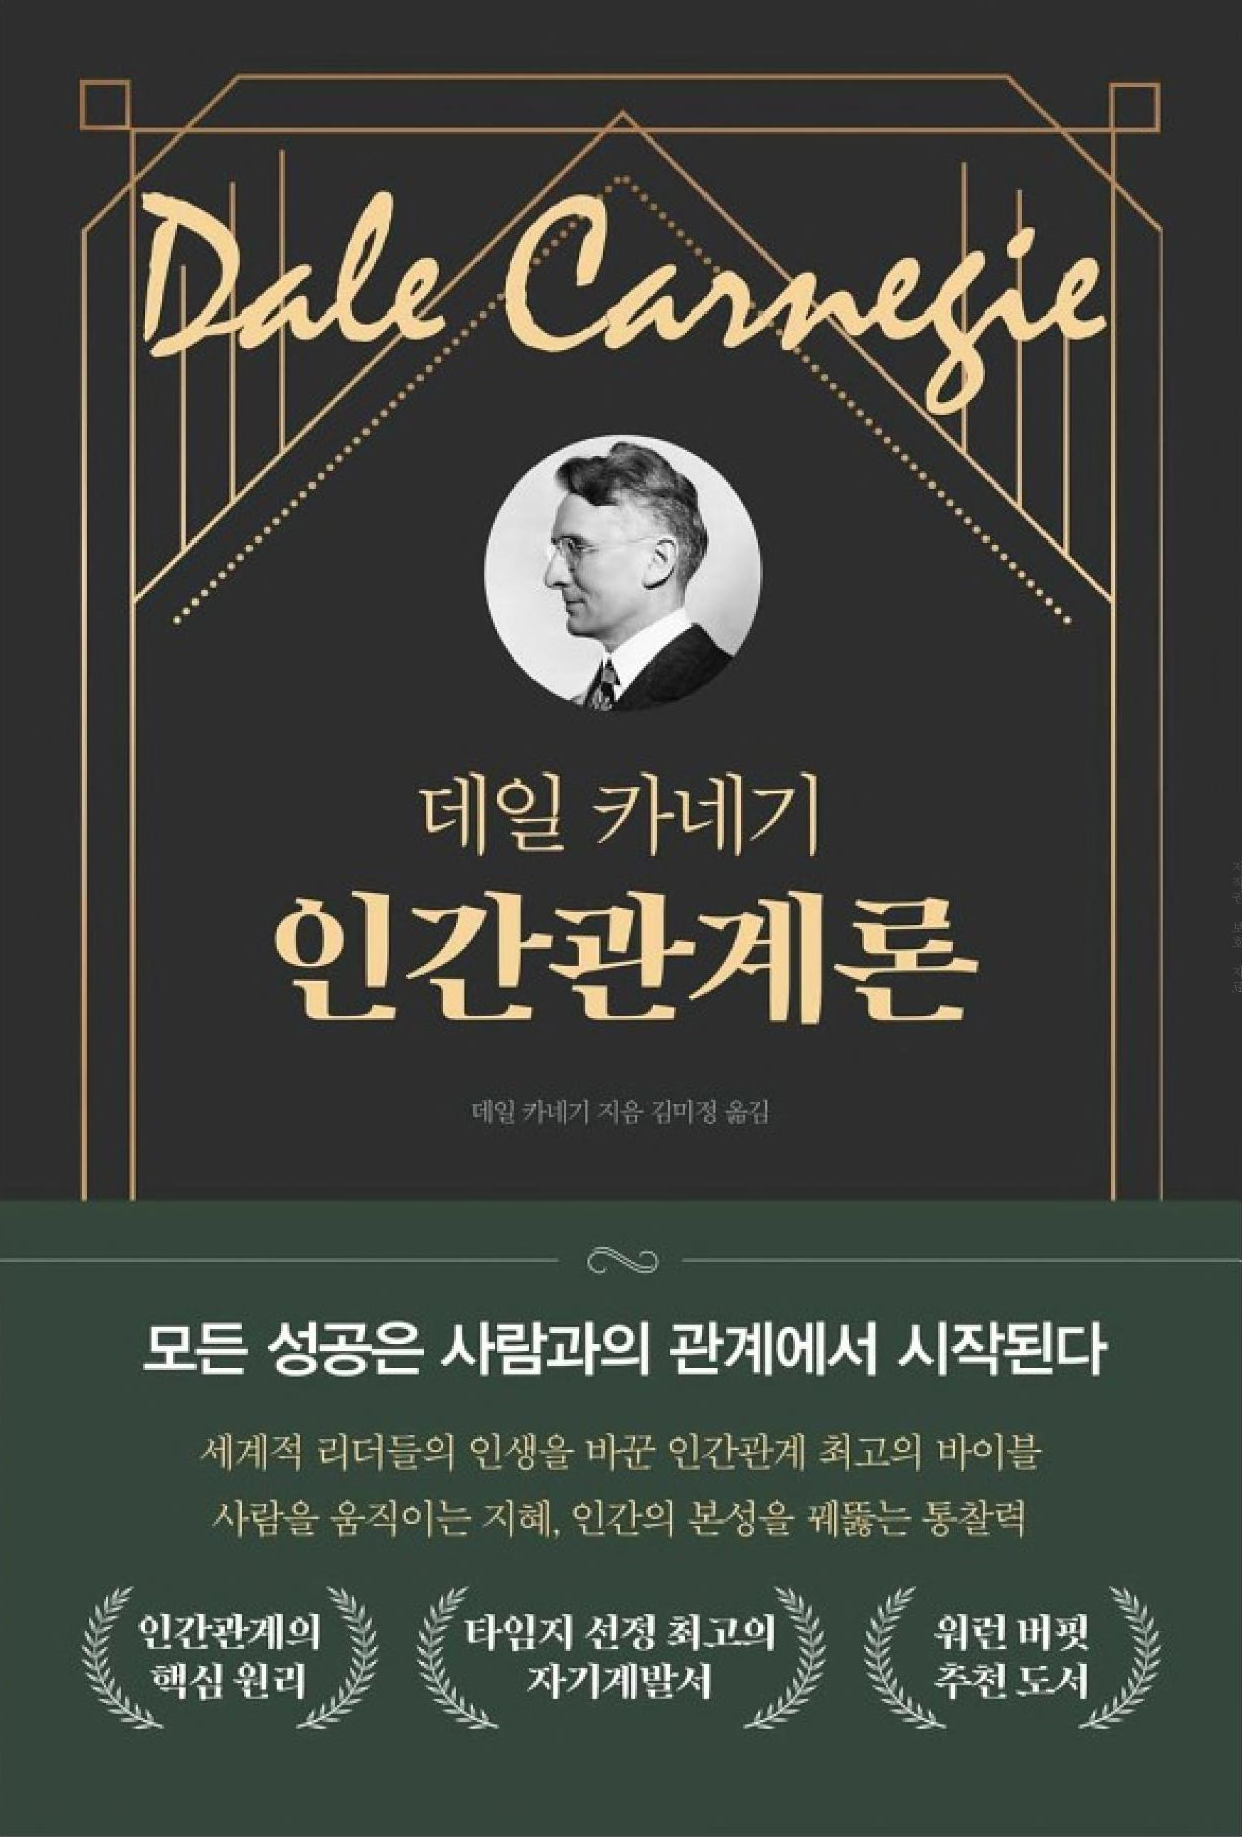 Dale Carnegie
데일 카네기
인간관계론
데일 카네기 지음 김미정 옮김
모든 성공은 사람과의 관계에서 시작된다
세계적 리더들의 인생을 바꾼 인간관계 최고의 바이블
사람을 움직이는 지혜, 인간의 본성을 꿰뚫는 통찰력
인간관계의
핵심 원리
타임지 선정 최고의
자기계발서
워런 버핏
추천 도서